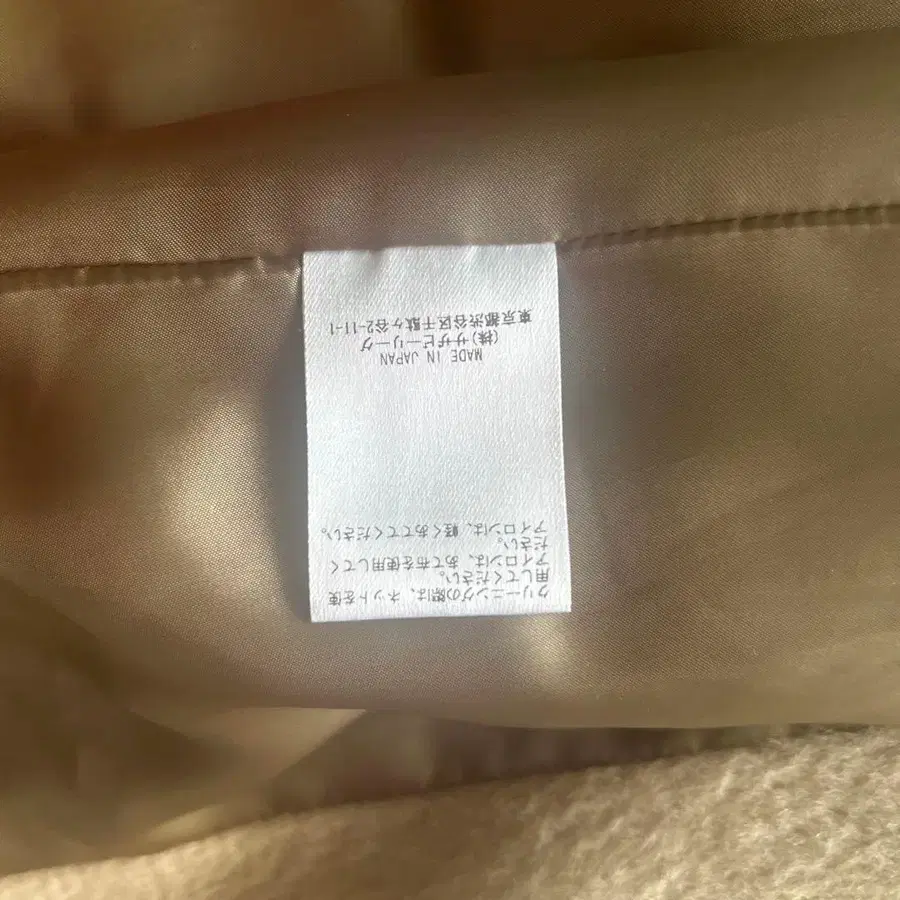 クリーニングの際は、ネットを使
用してください。
アイロンは、あて布を使用してく
ださい。
アイロンは、軽くあててください。
MADE IN JAPAN
(株)サザビーリーグ
東京都渋谷区千駄ヶ谷2-11-1